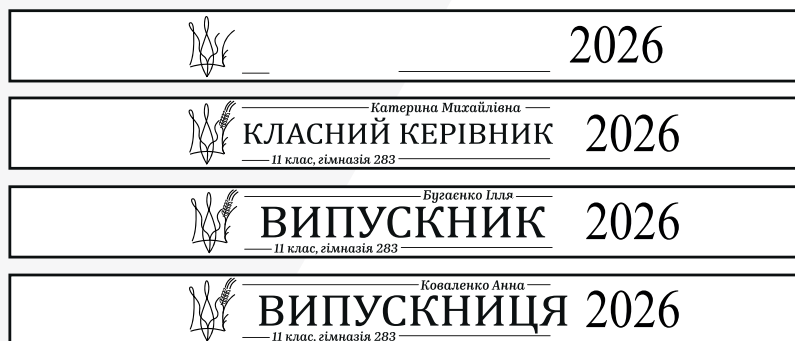 2026
Катерина Михайлівна
КЛАСНИЙ КЕРІВНИК 2026
11 клас, гімназія 283
Бугаєнко Ілля
ВИПУСКНИК 2026
11 клас, гімназія 283
Коваленко Анна
ВИПУСКНИЦЯ 2026
11 клас, гімназія 283